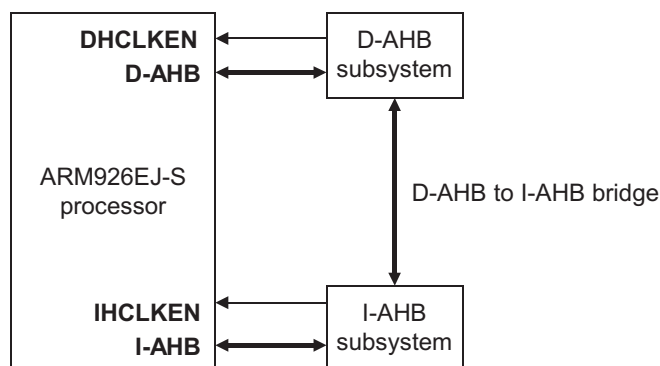 DHCLKEN
D-AHB
D-AHB
subsystem
ARM926EJ-S
processor
D-AHB to I-AHB bridge
IHCLKEN
I-AHB
I-AHB
subsystem